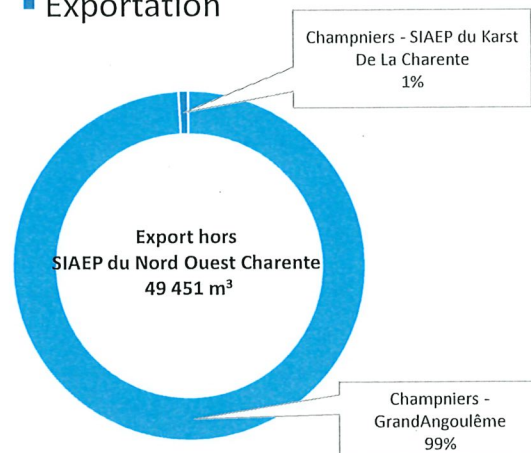 Exportation
Champniers - SIAEP du Karst
De La Charente
1%
Export hors
SIAEP du Nord Ouest Charente
49 451 m³
Champniers -
GrandAngoulême
99%